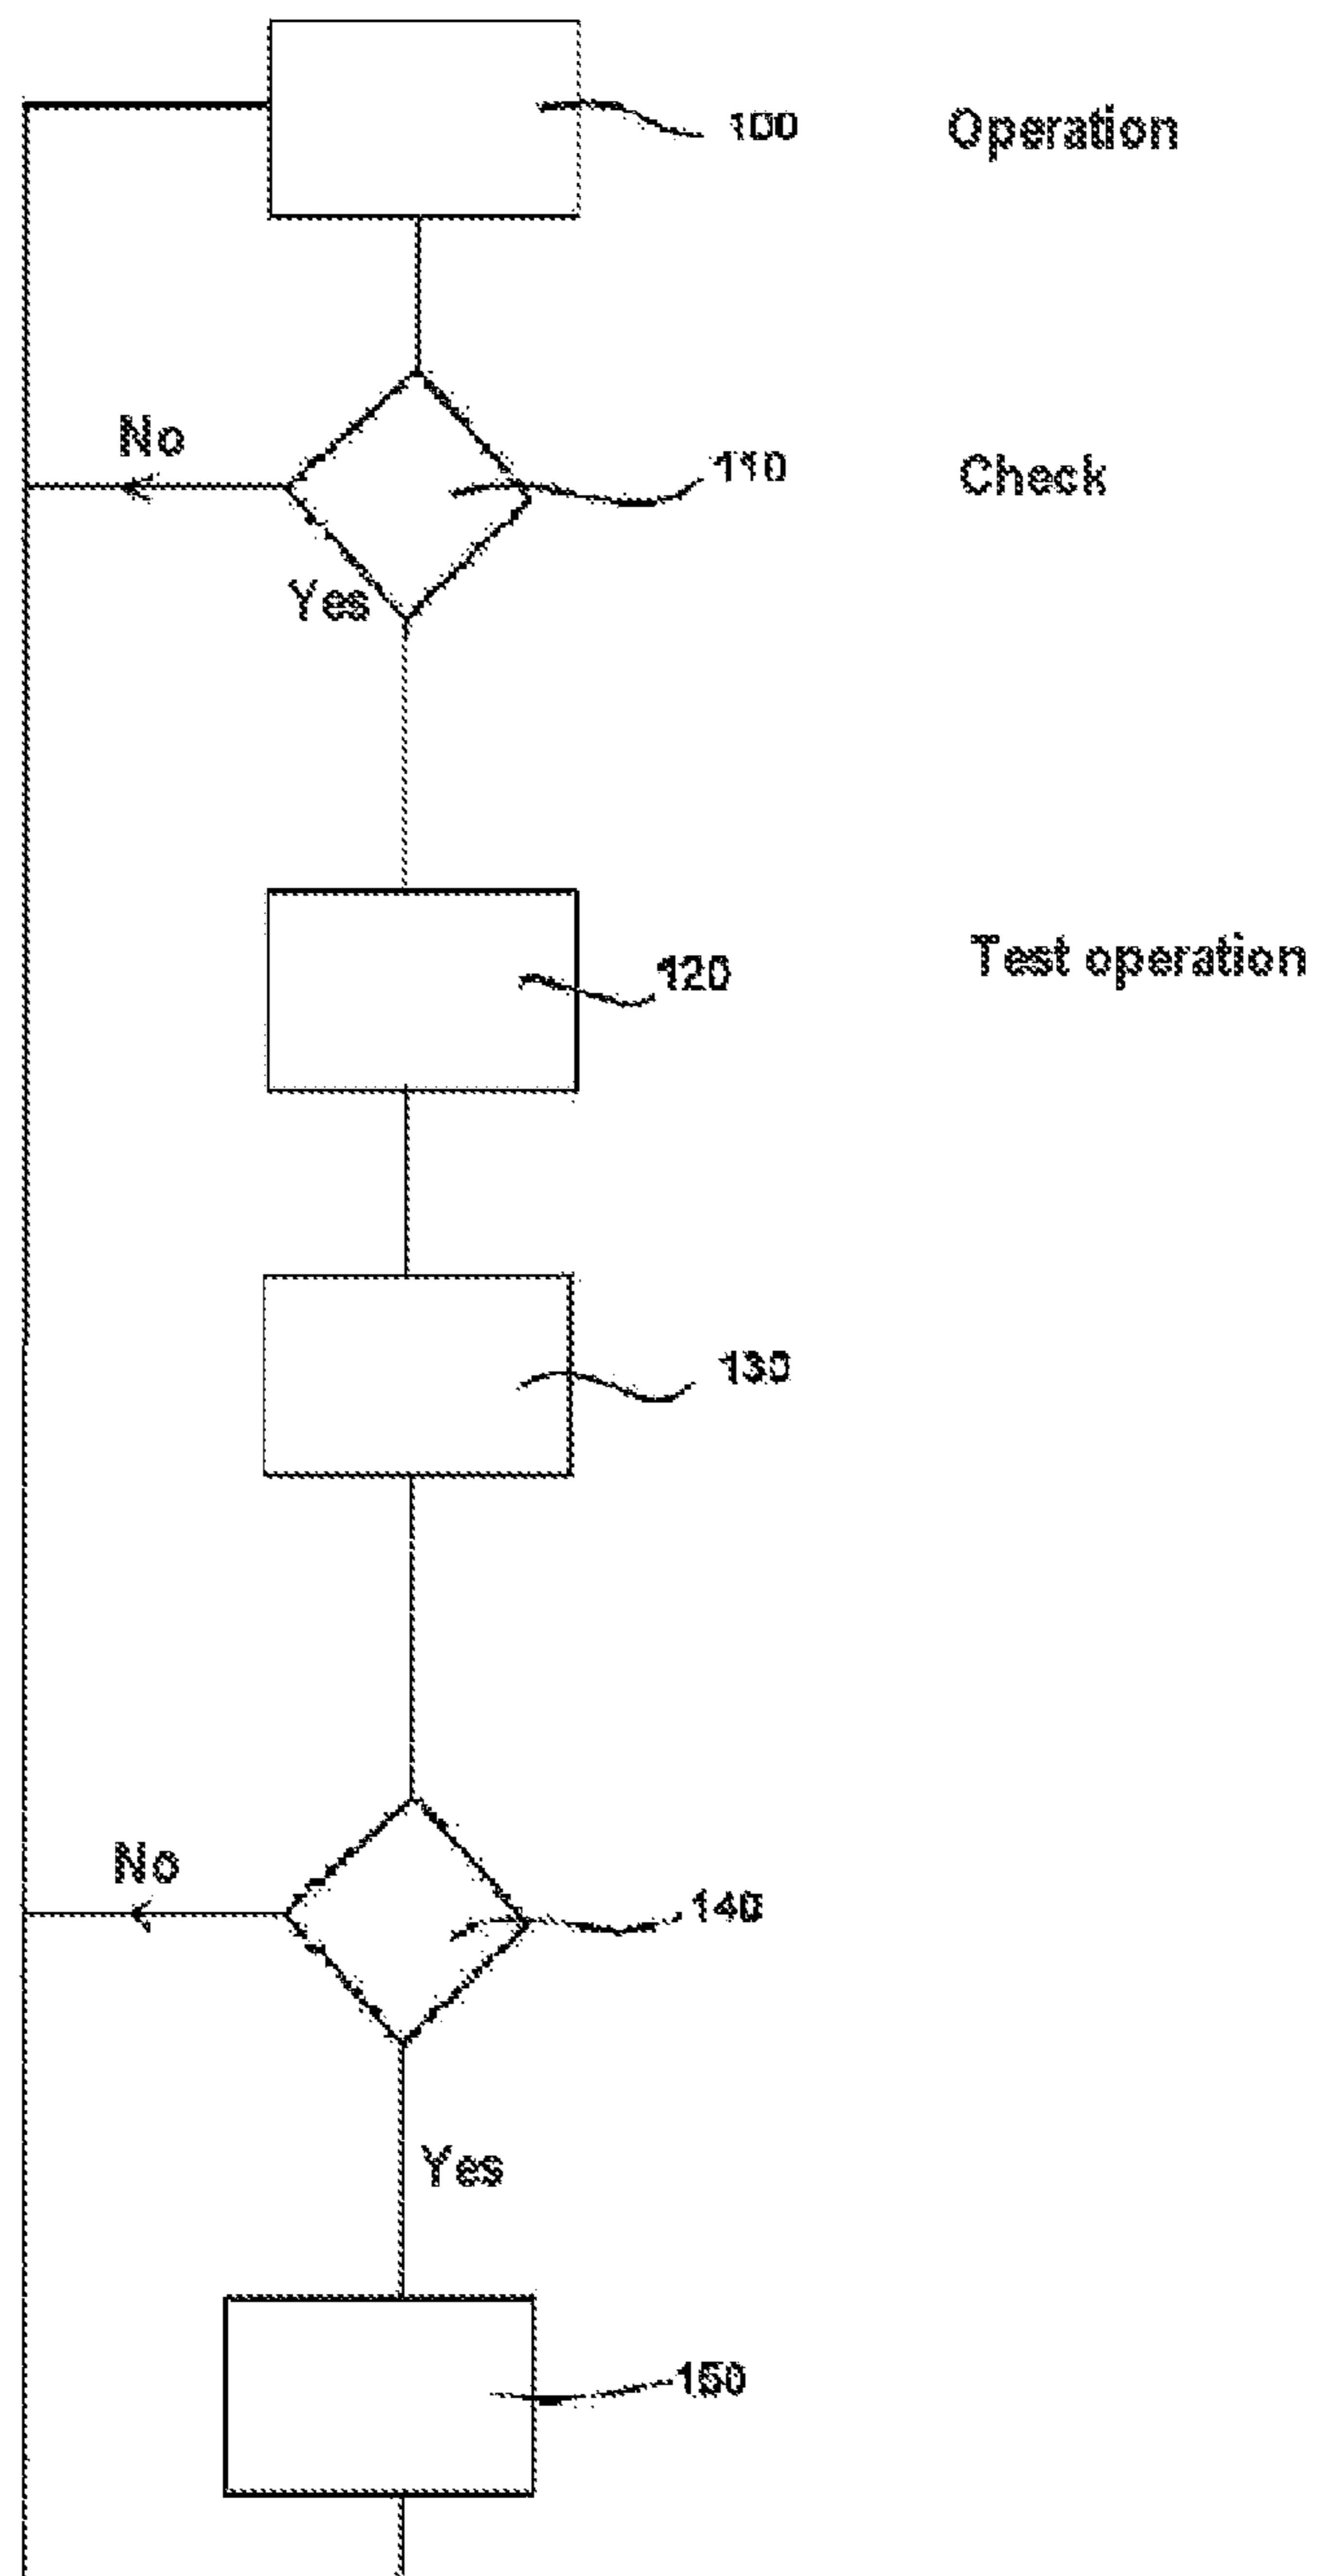 100 Operation
No
110 Check
Yes
120 Test operation
130
No
140
Yes
150